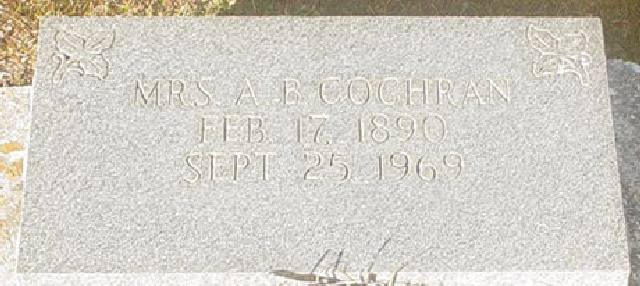 MRS. A. B. COCHRAN
FEB. 17, 1890
SEPT. 25, 1969